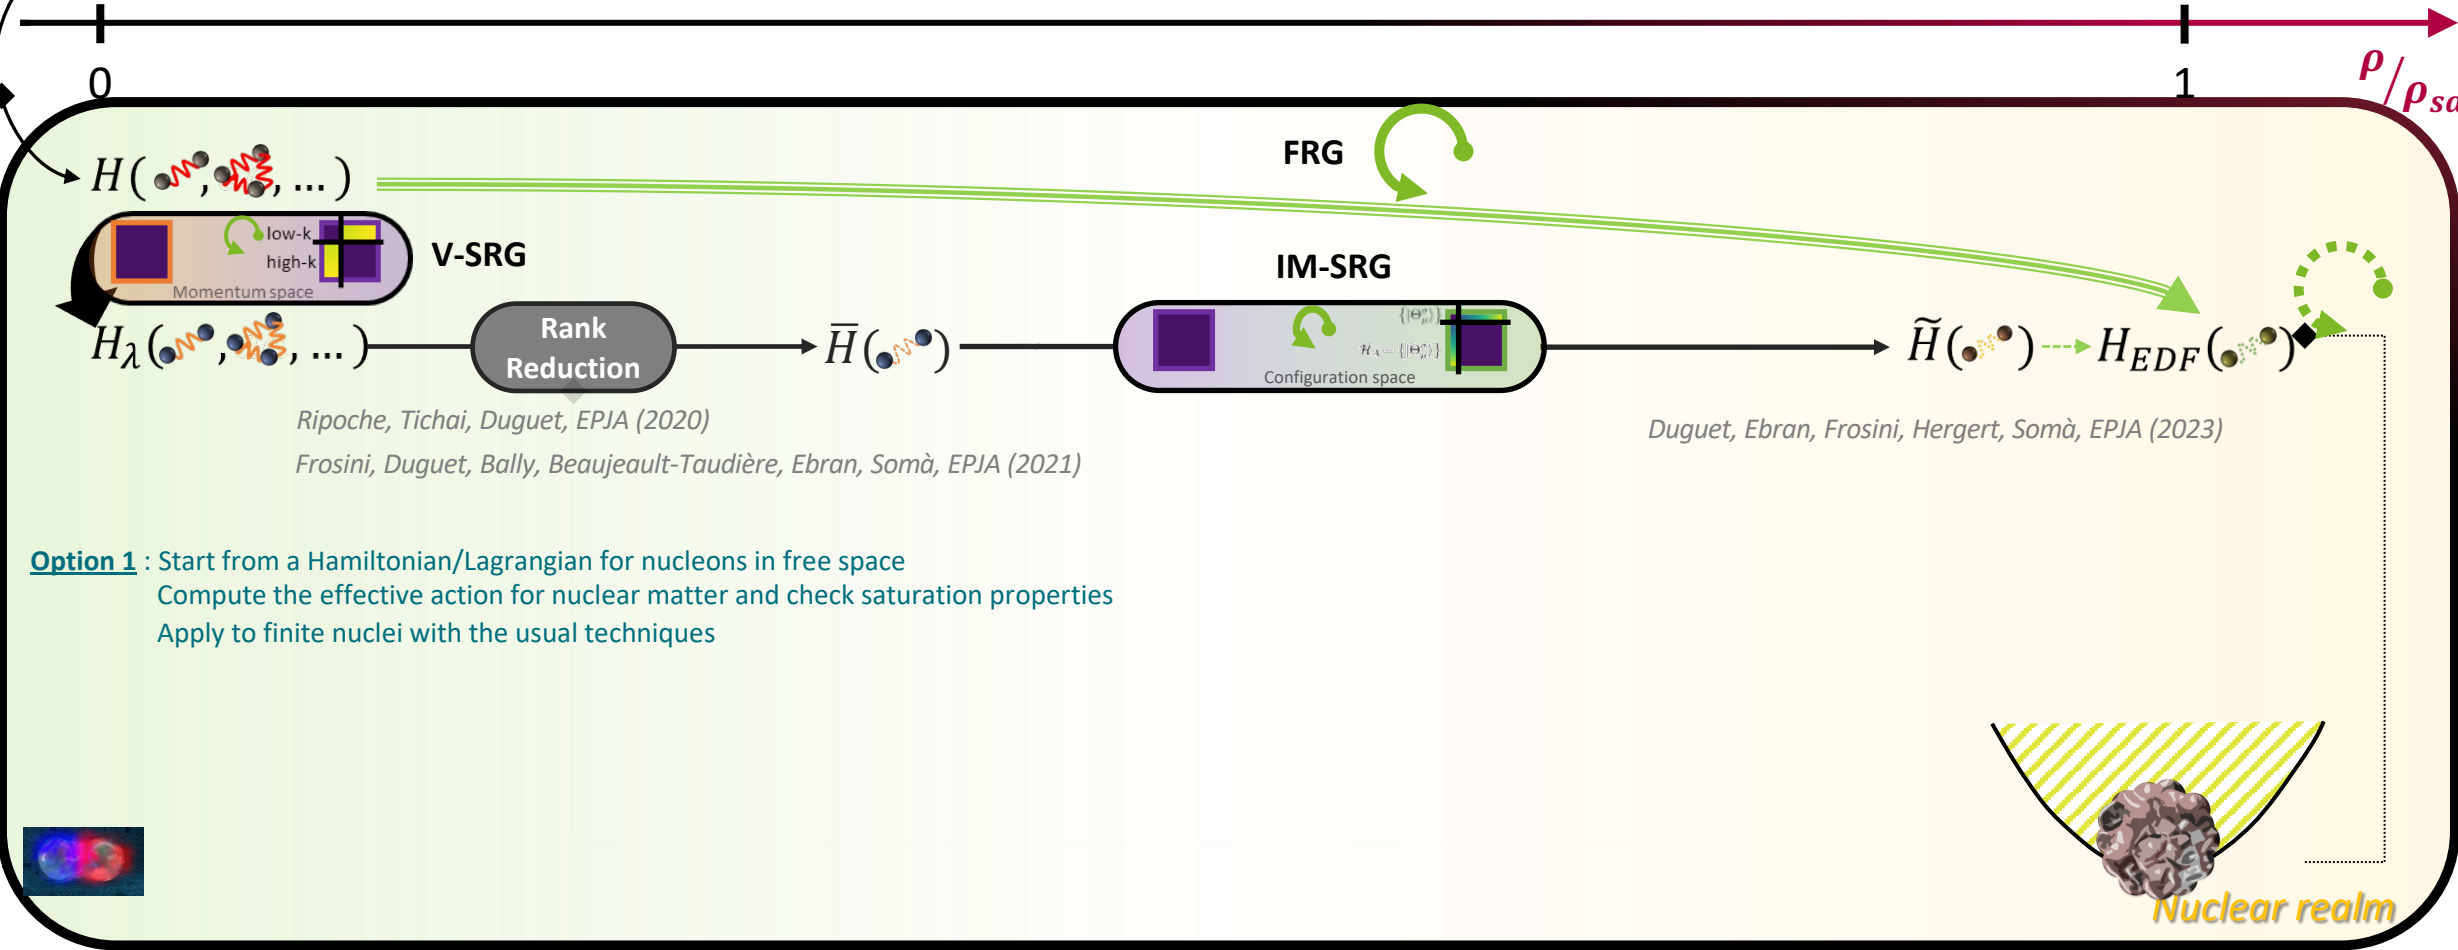 0
1
ρ/ρsa
H( , , ...)
FRG
low-k
high-k
Momentum space
V-SRG
IM-SRG
Hλ( , , ...)
Rank
Reduction
H̅( )
Configuration space
H̃( )
HEDF( )
Ripoche, Tichai, Duguet, EPJA (2020)
Frosini, Duguet, Bally, Beaujeault-Taudière, Ebran, Somà, EPJA (2021)
Duguet, Ebran, Frosini, Hergert, Somà, EPJA (2023)
Option 1 : Start from a Hamiltonian/Lagrangian for nucleons in free space
Compute the effective action for nuclear matter and check saturation properties
Apply to finite nuclei with the usual techniques
Nuclear realm